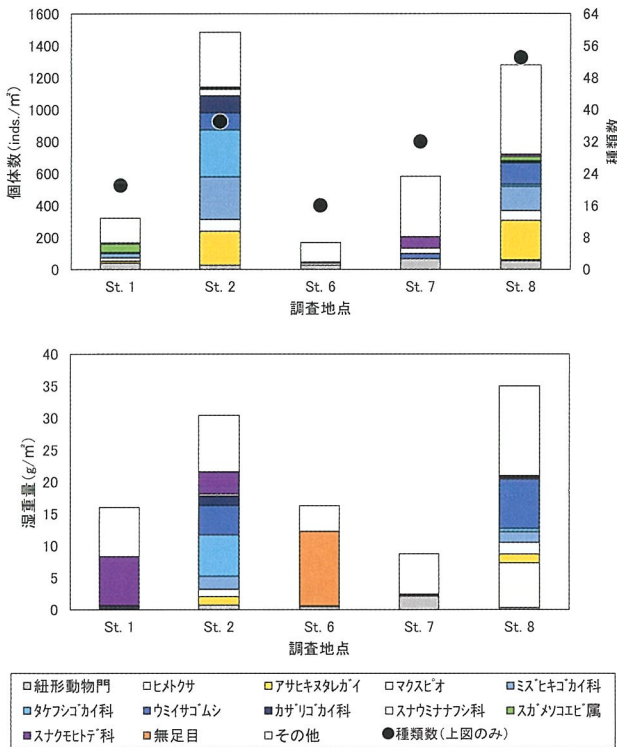 1600
1400
1200
1000
800
600
400
200
0
個体数(inds./㎡)
64
56
48
40
32
24
16
8
0
種類数
St. 1 St. 2 St. 6 St. 7 St. 8
調査地点
40
35
30
25
20
15
10
5
0
湿重量(g/㎡)
St. 1 St. 2 St. 6 St. 7 St. 8
調査地点
紐形動物門 ヒメトクサ アサヒキヌタレガイ マクスピオ ミズヒキゴカイ科
タケフシゴカイ科 ウミイサゴムシ カザリゴカイ科 スナウミナナフシ科 スガメソコエビ属
スナクモヒトデ科 無足目 その他 種類数(上図のみ)